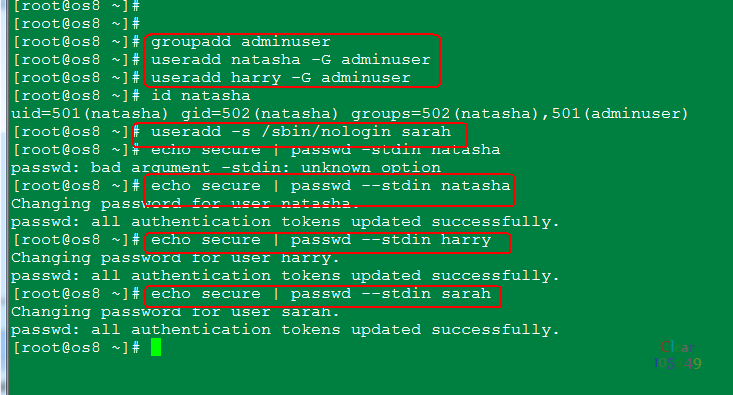 [root@os8 ~]#
[root@os8 ~]#
[root@os8 ~]# groupadd adminuser
[root@os8 ~]# useradd natasha -G adminuser
[root@os8 ~]# useradd harry -G adminuser
[root@os8 ~]# id natasha
uid=501(natasha) gid=502(natasha) groups=502(natasha),501(adminuser)
[root@os8 ~]# useradd -s /sbin/nologin sarah
[root@os8 ~]# echo secure | passwd -stdin natasha
passwd: bad argument -stdin: unknown option
[root@os8 ~]# echo secure | passwd --stdin natasha
Changing password for user natasha.
passwd: all authentication tokens updated successfully.
[root@os8 ~]# echo secure | passwd --stdin harry
Changing password for user harry.
passwd: all authentication tokens updated successfully.
[root@os8 ~]# echo secure | passwd --stdin sarah
Changing password for user sarah.
passwd: all authentication tokens updated successfully.
[root@os8 ~]#